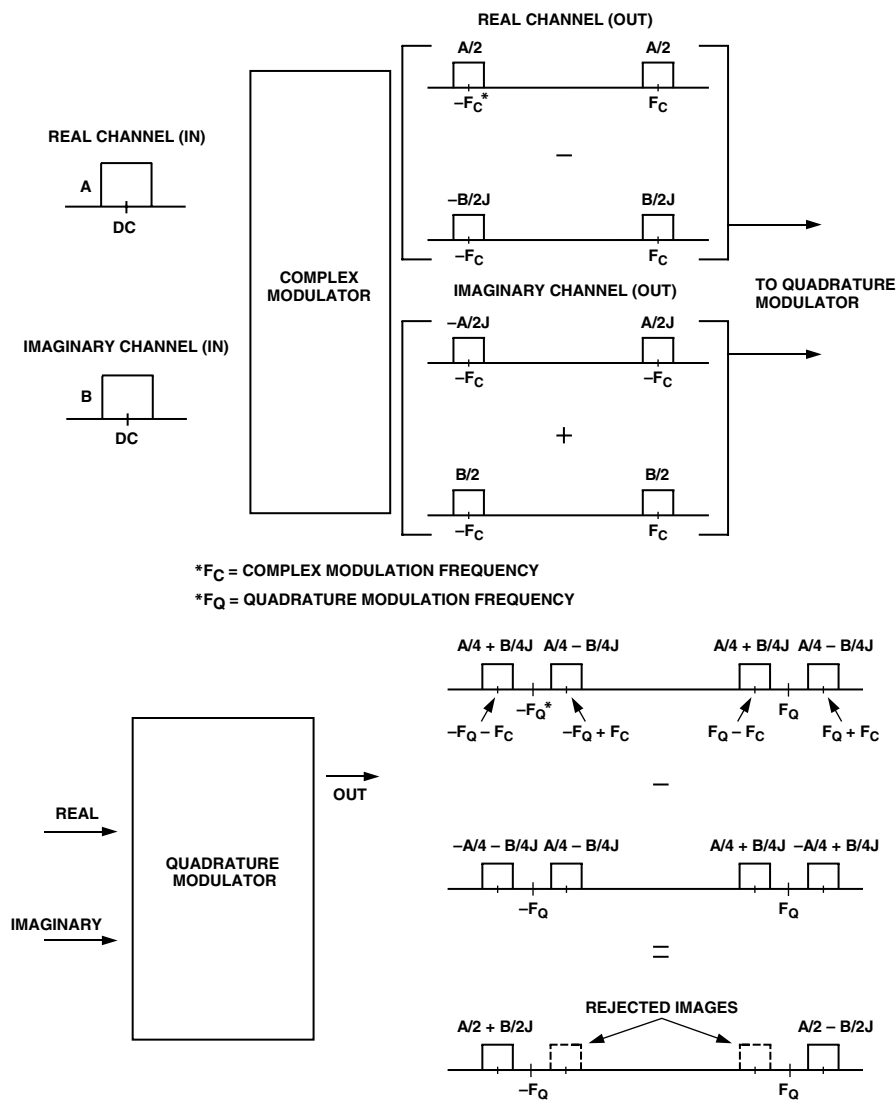 REAL CHANNEL (OUT)
A/2 A/2
–FC* FC
–
REAL CHANNEL (IN)
A
DC
–B/2J B/2J
–FC FC
COMPLEX
MODULATOR
TO QUADRATURE
MODULATOR
IMAGINARY CHANNEL (OUT)
–A/2J A/2J
–FC –FC
IMAGINARY CHANNEL (IN)
B
DC
+
B/2 B/2
–FC FC
*FC = COMPLEX MODULATION FREQUENCY
*FQ = QUADRATURE MODULATION FREQUENCY
A/4 + B/4J A/4 – B/4J A/4 + B/4J A/4 – B/4J
–FQ* FQ
–FQ – FC –FQ + FC FQ – FC FQ + FC
OUT
–
REAL
QUADRATURE
MODULATOR
IMAGINARY
–A/4 – B/4J A/4 – B/4J A/4 + B/4J –A/4 + B/4J
–FQ FQ
=
REJECTED IMAGES
A/2 + B/2J A/2 – B/2J
–FQ FQ